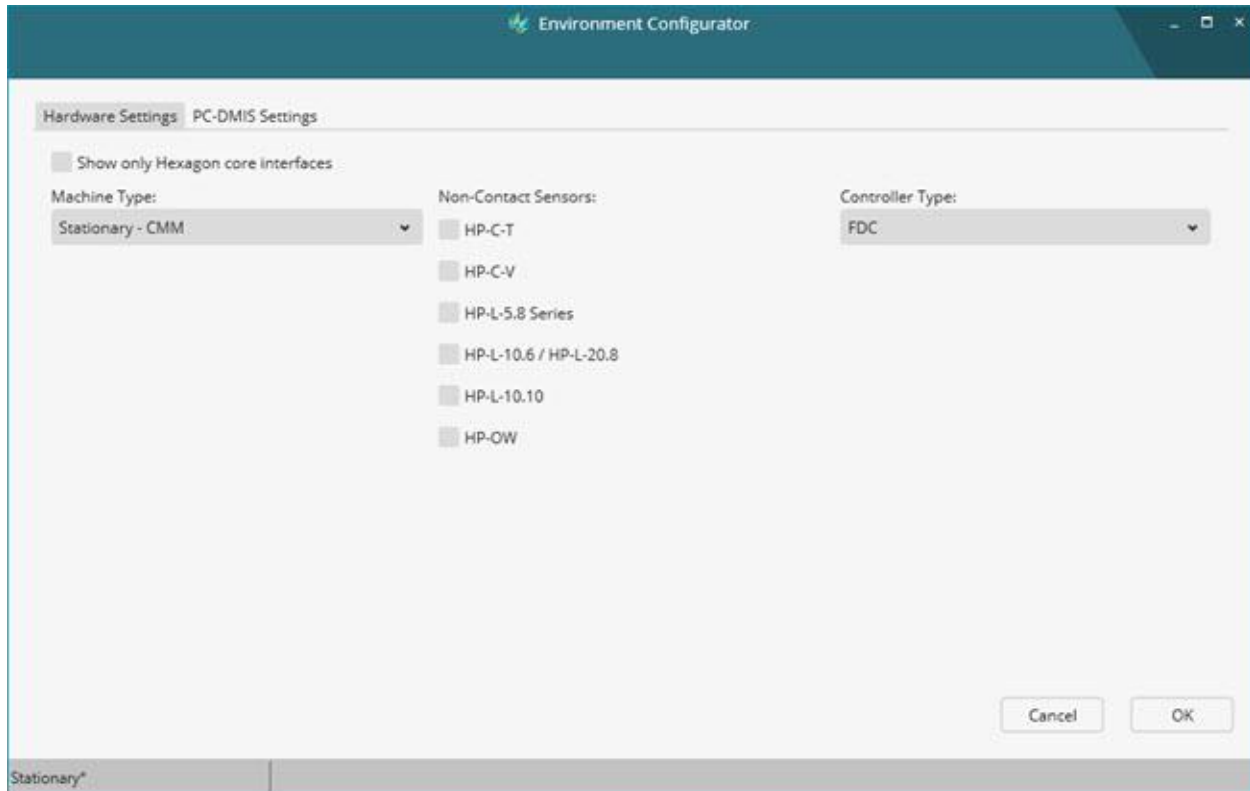 Environment Configurator
Hardware Settings PC-DMIS Settings
Show only Hexagon core interfaces
Machine Type: Non-Contact Sensors: Controller Type:
Stationary - CMM HP-C-T FDC
HP-C-V
HP-L-5.8 Series
HP-L-10.6 / HP-L-20.8
HP-L-10.10
HP-OW
Cancel OK
Stationary*